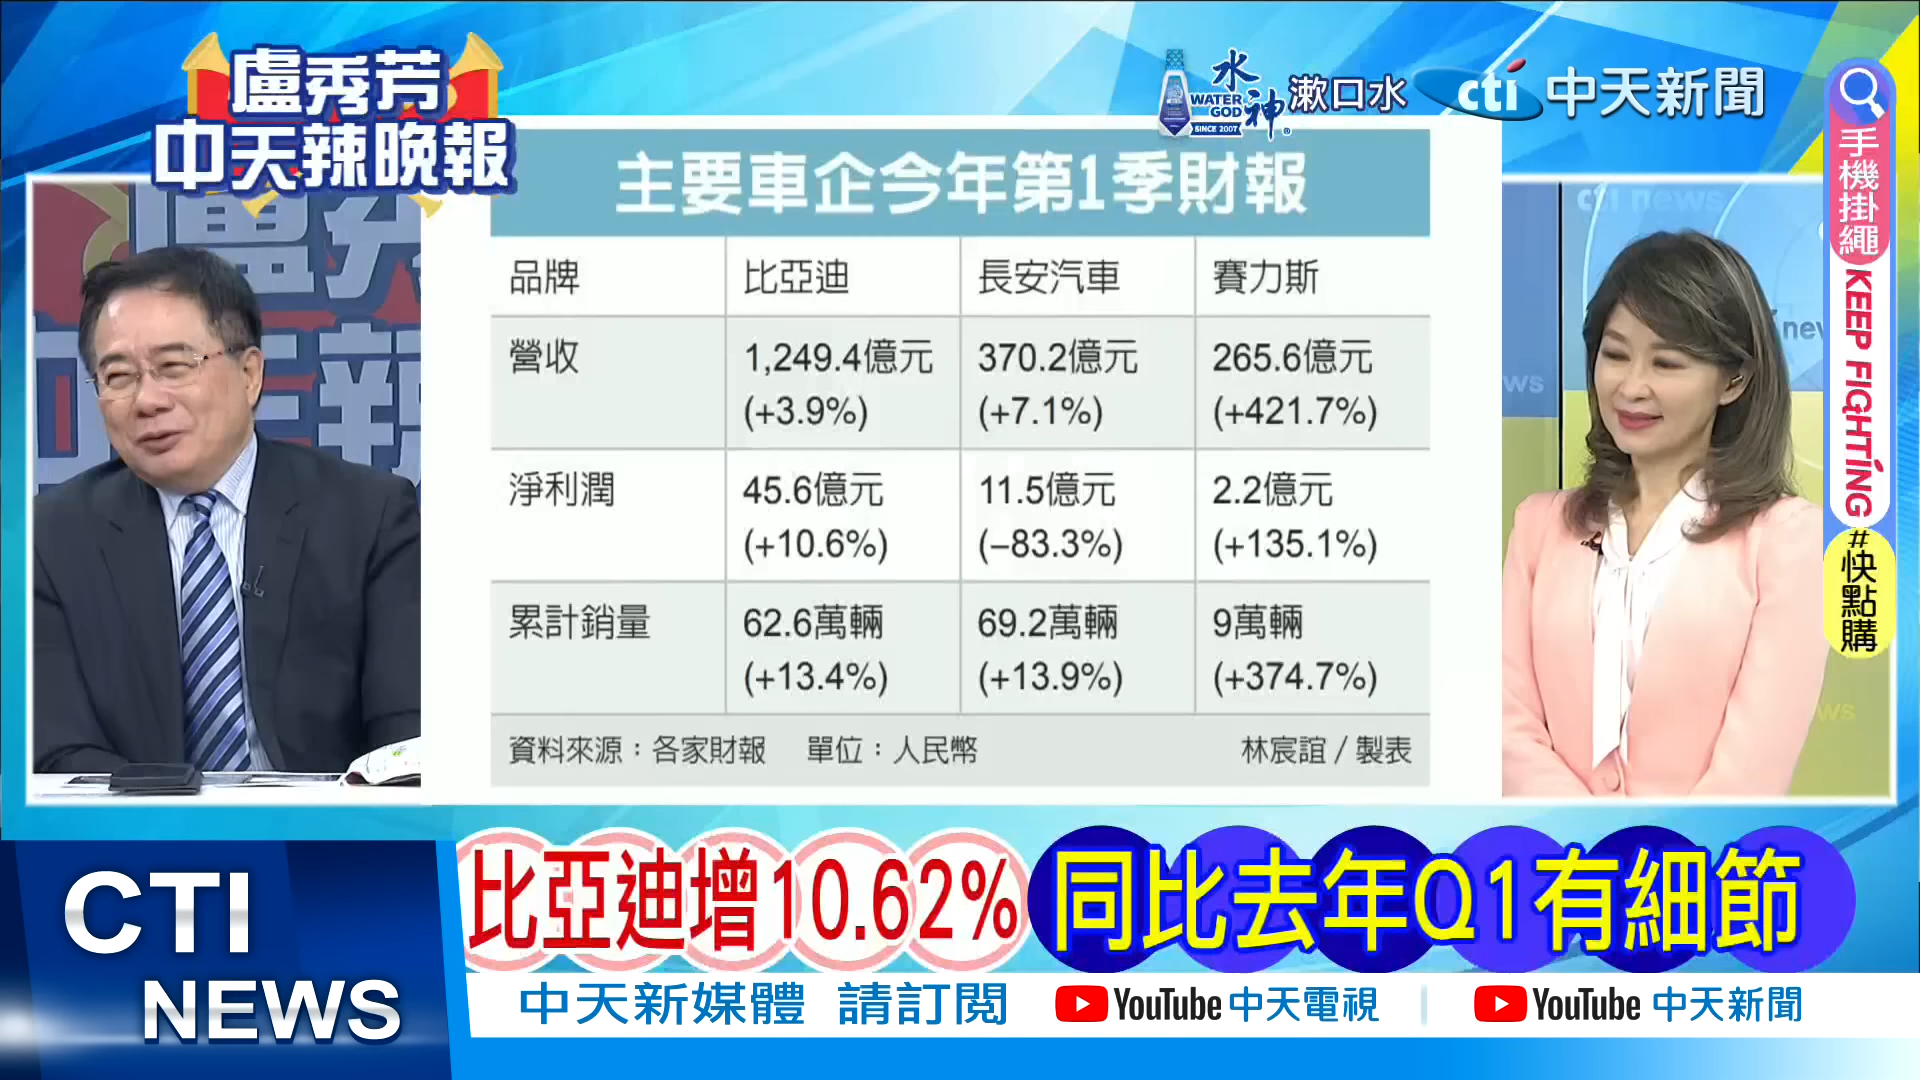 盧秀芳
中天辣晚報
水神
WATER GOD
SINCE 2007
漱口水
cti 中天新聞
手機掛繩 KEEP FIGHTING #快點購
主要車企今年第1季財報
品牌 比亞迪 長安汽車 賽力斯
營收 1,249.4億元 370.2億元 265.6億元
(+3.9%) (+7.1%) (+421.7%)
淨利潤 45.6億元 11.5億元 2.2億元
(+10.6%) (–83.3%) (+135.1%)
累計銷量 62.6萬輛 69.2萬輛 9萬輛
(+13.4%) (+13.9%) (+374.7%)
資料來源：各家財報 單位：人民幣 林宸誼／製表
比亞迪增10.62% 同比去年Q1有細節
CTI
NEWS
中天新媒體 請訂閱 YouTube 中天電視 YouTube 中天新聞